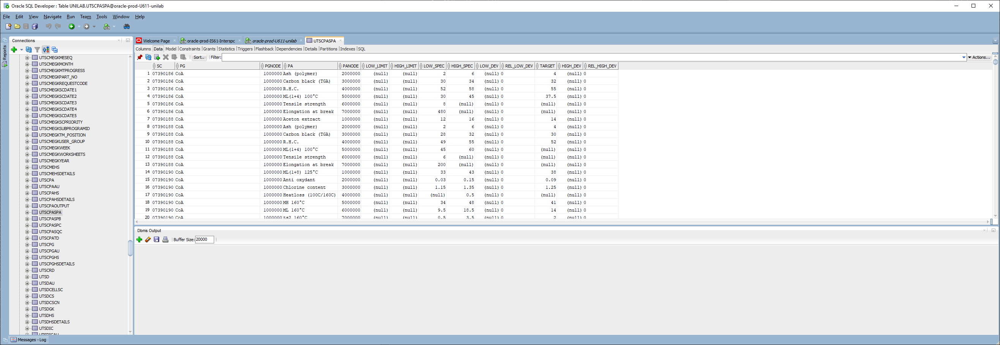 Oracle SQL Developer : Table UNILAB.UTSCPASPA@oracle-prod-U611-unilab
File Edit View Navigate Run Team Tools Window Help
Reports
Connections
UTSCMEGKMESEQ
UTSCMEGKMONTH
UTSCMEGKMTPROGRESS
UTSCMEGKPART_NO
UTSCMEGKREQUESTCODE
UTSCMEGKSCDATE1
UTSCMEGKSCDATE2
UTSCMEGKSCDATE3
UTSCMEGKSCDATE4
UTSCMEGKSCDATE5
UTSCMEGKSCPRIORITY
UTSCMEGKSUBPROGRAMID
UTSCMEGKTM_POSITION
UTSCMEGKUSER_GROUP
UTSCMEGKWEEK
UTSCMEGKWORKSHEETS
UTSCMEGKYEAR
UTSCMEHS
UTSCMEHSDETAILS
UTSCPA
UTSCPAAU
UTSCPAHS
UTSCPAHSDETAILS
UTSCPAOUTPUT
UTSCPASPA
UTSCPASPB
UTSCPASPC
UTSCPASQC
UTSCPATD
UTSCPG
UTSCPGAU
UTSCPGHS
UTSCPGHSDETAILS
UTSCRD
UTSD
UTSDAU
UTSDCELLSC
UTSDCS
UTSDCSCN
UTSDGK
UTSDHS
UTSDHSDETAILS
UTSDIC
UTSDICAU
Welcome Page oracle-prod-IS61-Interspc oracle-prod-U611-unilab UTSCPASPA
Columns Data Model Constraints Grants Statistics Triggers Flashback Dependencies Details Partitions Indexes SQL
Sort.. Filter: Actions...
SC PG PGNODE PA PANODE LOW_LIMIT HIGH_LIMIT LOW_SPEC HIGH_SPEC LOW_DEV REL_LOW_DEV TARGET HIGH_DEV REL_HIGH_DEV
1 07390186 CoA 1000000 Ash (polymer) 2000000 (null) (null) 2 6 (null) 0 4 (null) 0
2 07390186 CoA 1000000 Carbon black (TGA) 3000000 (null) (null) 30 34 (null) 0 32 (null) 0
3 07390186 CoA 1000000 R.H.C. 4000000 (null) (null) 52 58 (null) 0 55 (null) 0
4 07390186 CoA 1000000 ML(1+4) 100°C 5000000 (null) (null) 30 45 (null) 0 37.5 (null) 0
5 07390186 CoA 1000000 Tensile strength 6000000 (null) (null) 8 (null) (null) 0 (null) (null) 0
6 07390186 CoA 1000000 Elongation at break 7000000 (null) (null) 480 (null) (null) 0 (null) (null) 0
7 07390188 CoA 1000000 Aceton extract 1000000 (null) (null) 12 16 (null) 0 14 (null) 0
8 07390188 CoA 1000000 Ash (polymer) 2000000 (null) (null) 2 6 (null) 0 4 (null) 0
9 07390188 CoA 1000000 Carbon black (TGA) 3000000 (null) (null) 28 32 (null) 0 30 (null) 0
10 07390188 CoA 1000000 R.H.C. 4000000 (null) (null) 49 55 (null) 0 52 (null) 0
11 07390188 CoA 1000000 ML(1+4) 100°C 5000000 (null) (null) 45 60 (null) 0 (null) (null) 0
12 07390188 CoA 1000000 Tensile strength 6000000 (null) (null) 6 (null) (null) 0 (null) (null) 0
13 07390188 CoA 1000000 Elongation at break 7000000 (null) (null) 200 (null) (null) 0 (null) (null) 0
14 07390190 CoA 1000000 ML(1+8) 125°C 1000000 (null) (null) 33 43 (null) 0 38 (null) 0
15 07390190 CoA 1000000 Anti oxydant 2000000 (null) (null) 0.03 0.15 (null) 0 0.09 (null) 0
16 07390190 CoA 1000000 Chlorine content 3000000 (null) (null) 1.15 1.35 (null) 0 1.25 (null) 0
17 07390190 CoA 1000000 Heatloss (100C/160C) 4000000 (null) (null) (null) 0.5 (null) 0 (null) (null) 0
18 07390190 CoA 1000000 MH 160°C 5000000 (null) (null) 34 48 (null) 0 41 (null) 0
19 07390190 CoA 1000000 ML 160°C 6000000 (null) (null) 9.5 18.5 (null) 0 14 (null) 0
20 07390190 CoA 1000000 ts2 160°C 7000000 (null) (null) 0.5 3.5 (null) 0 2 (null) 0
Dbms Output
Buffer Size: 20000
Messages - Log